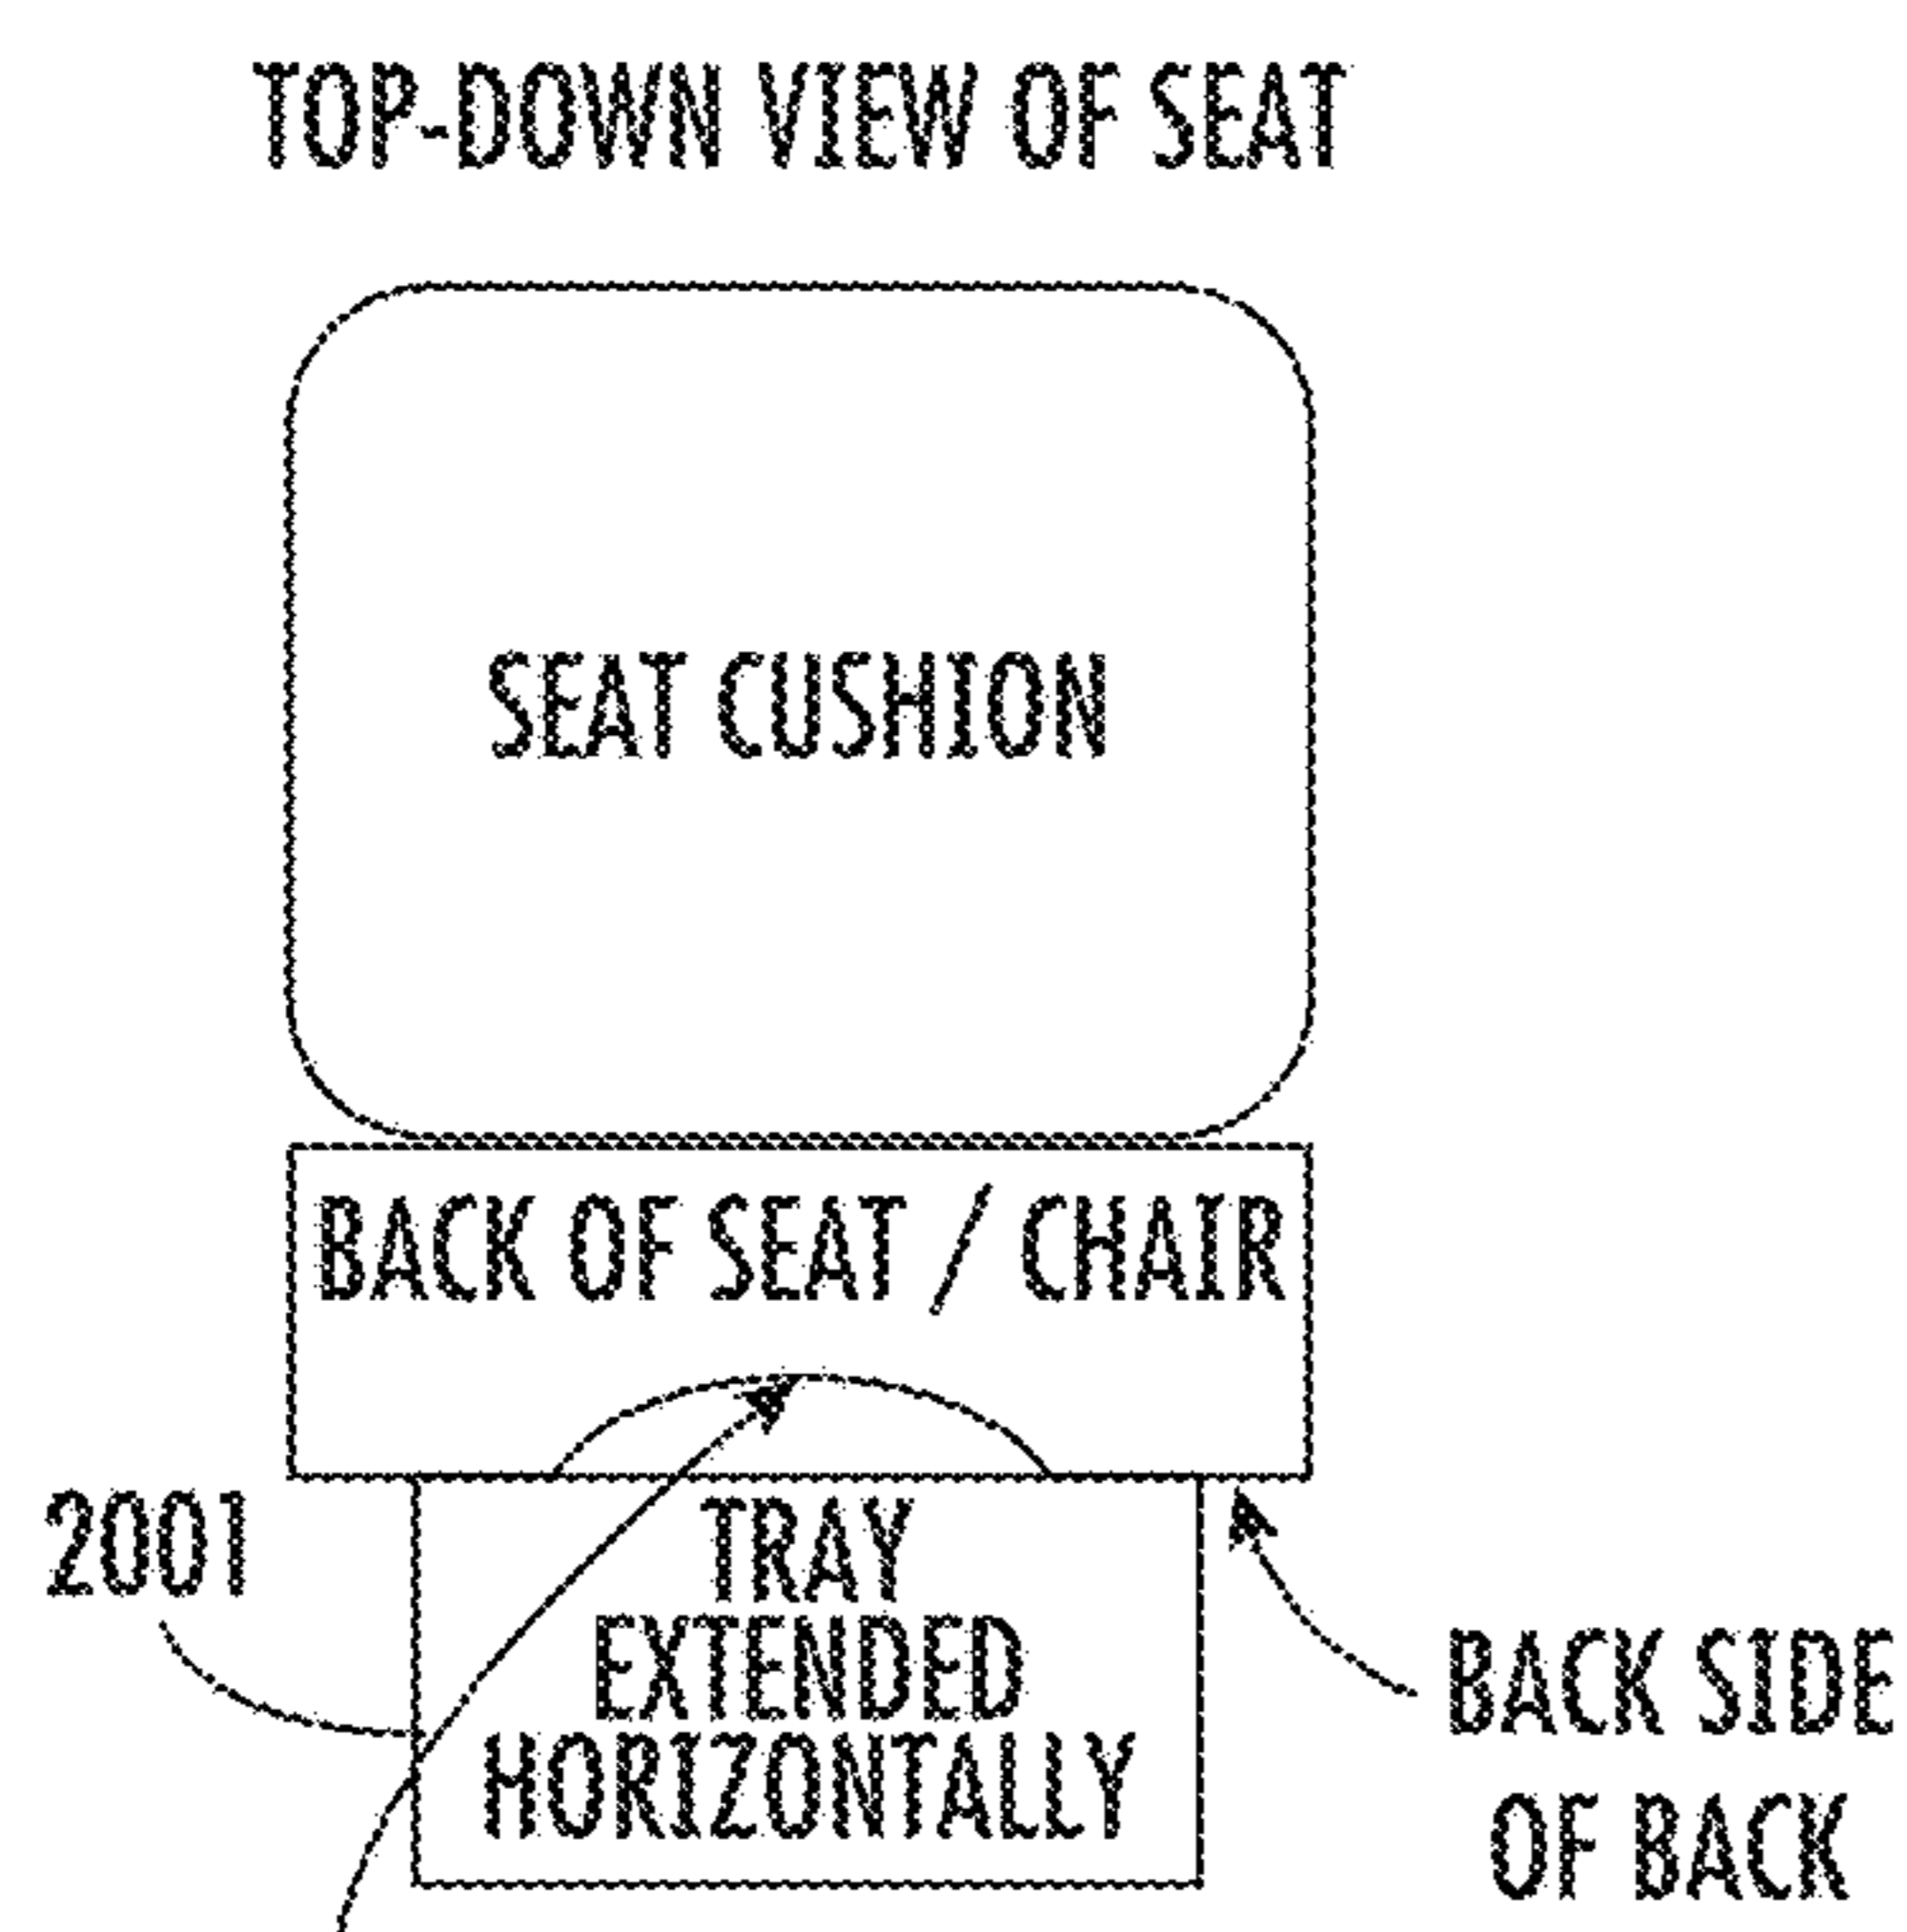 TOP-DOWN VIEW OF SEAT
SEAT CUSHION
BACK OF SEAT / CHAIR
2001
TRAY
EXTENDED
HORIZONTALLY
BACK SIDE
OF BACK